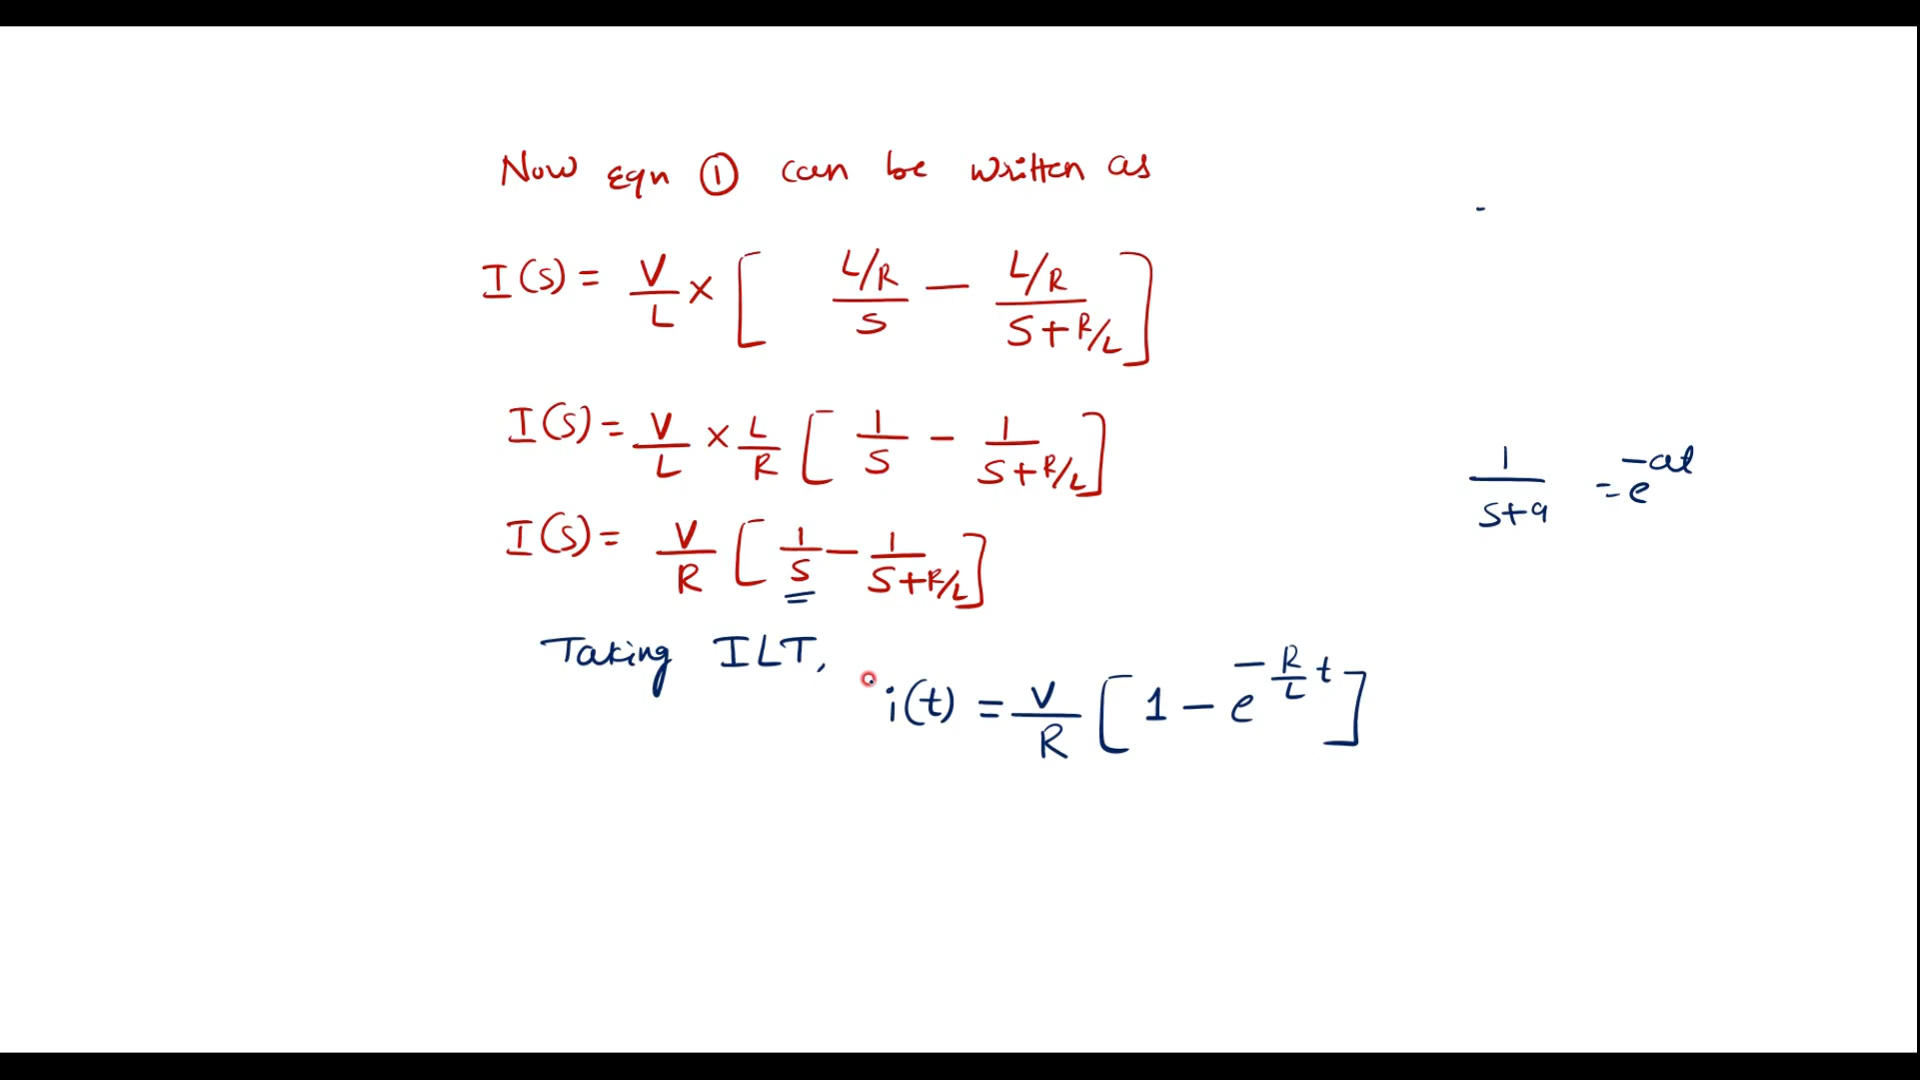 Now Eqn ① can be written as
I(s) = V/L × [ (L/R)/s − (L/R)/(s+R/L) ]
I(s) = V/L × L/R [ 1/s − 1/(s+R/L) ]
1/(s+a) = e^(−at)
I(s) = V/R [ 1/s − 1/(s+R/L) ]
Taking ILT,
i(t) = V/R [ 1 − e^(−(R/L)t) ]